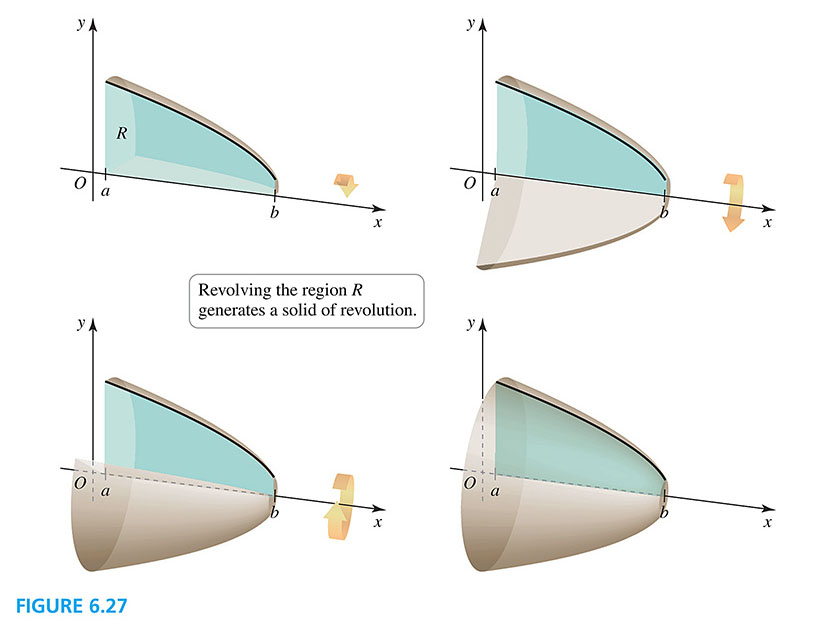 y
y
R
O
a
b
x
O
a
b
x
Revolving the region R
generates a solid of revolution.
y
y
O
a
b
x
O
a
b
x
FIGURE 6.27